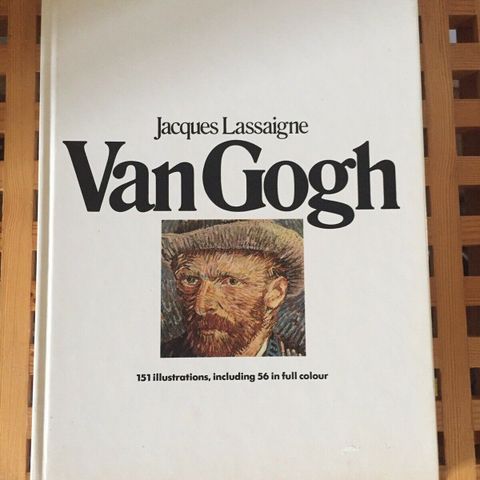 Jacques Lassaigne
Van Gogh
151 illustrations, including 56 in full colour